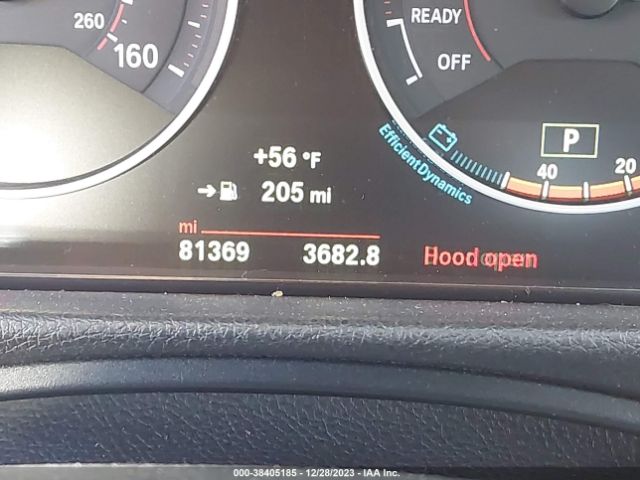 260
160
READY
OFF
P
EfficientDynamics
40
20
+56 °F
→ 205 mi
mi
81369 3682.8 Hood open
000-38405185 - 12/28/2023 - IAA Inc.